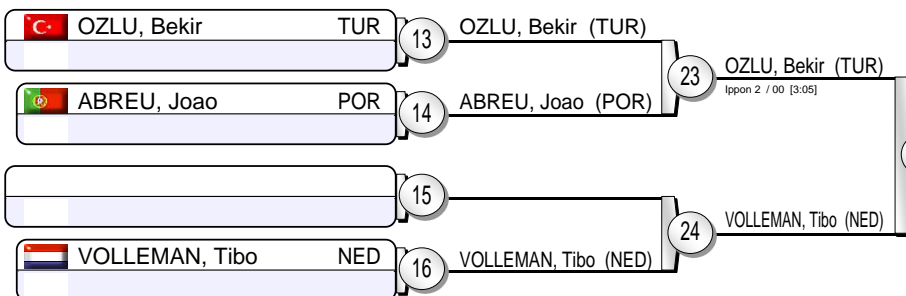 OZLU, Bekir TUR
13
OZLU, Bekir (TUR)
ABREU, Joao POR
14
ABREU, Joao (POR)
23
OZLU, Bekir (TUR)
Ippon 2 / 00 [3:05]
15
VOLLEMAN, Tibo NED
16
VOLLEMAN, Tibo (NED)
24
VOLLEMAN, Tibo (NED)